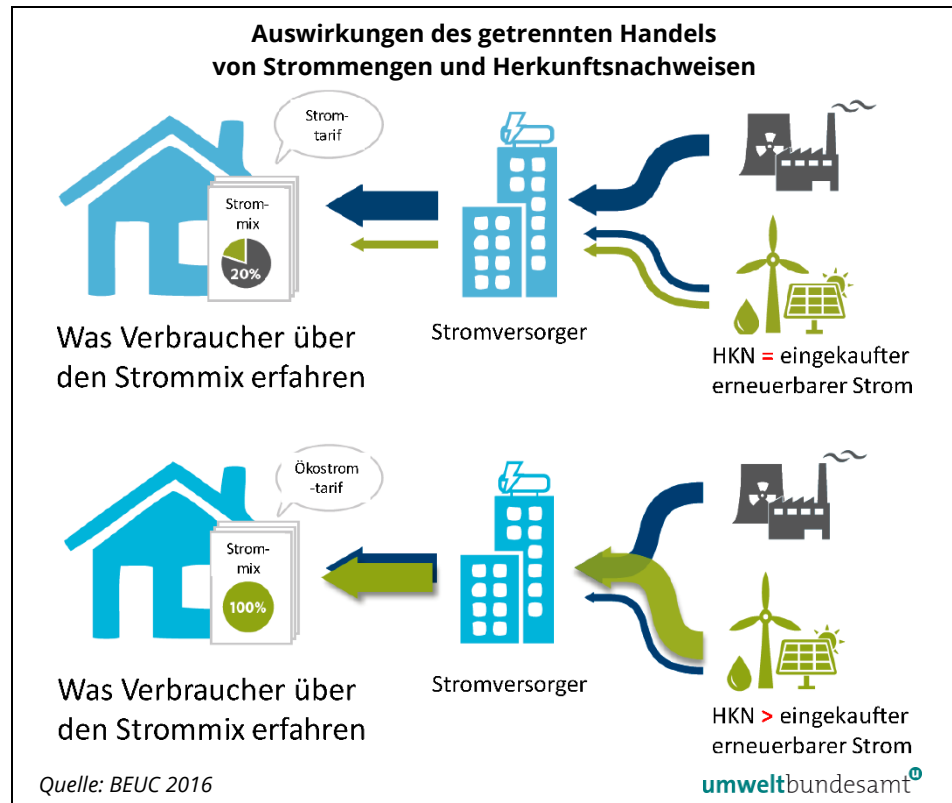 Auswirkungen des getrennten Handels
von Strommengen und Herkunftsnachweisen
Strom-
tarif
Strom-
mix
20%
Was Verbraucher über
den Strommix erfahren
Stromversorger
HKN = eingekaufter
erneuerbarer Strom
Ökostrom
-tarif
Strom-
mix
100%
Was Verbraucher über
den Strommix erfahren
Stromversorger
HKN > eingekaufter
erneuerbarer Strom
Quelle: BEUC 2016
umweltbundesamt u